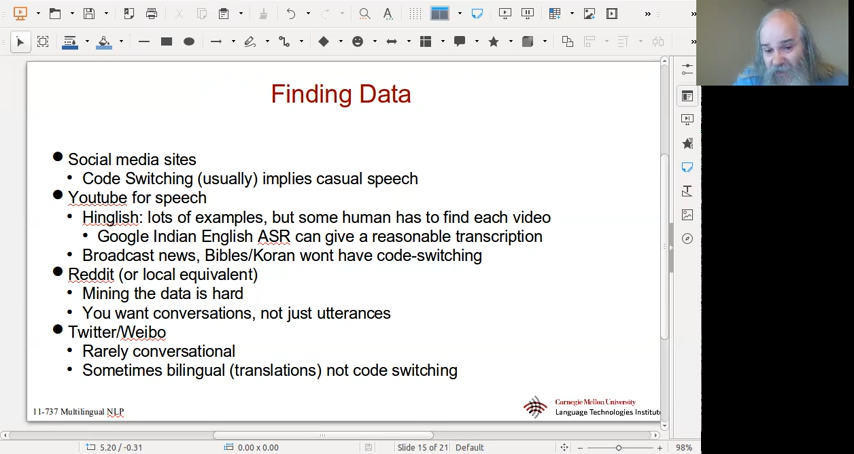 Finding Data
Social media sites
Code Switching (usually) implies casual speech
Youtube for speech
Hinglish: lots of examples, but some human has to find each video
Google Indian English ASR can give a reasonable transcription
Broadcast news, Bibles/Koran wont have code-switching
Reddit (or local equivalent)
Mining the data is hard
You want conversations, not just utterances
Twitter/Weibo
Rarely conversational
Sometimes bilingual (translations) not code switching
11-737 Multilingual NLP
Carnegie Mellon University
Language Technologies Institute
5.20 / -0.31
0.00 x 0.00
Slide 15 of 21
Default
98%